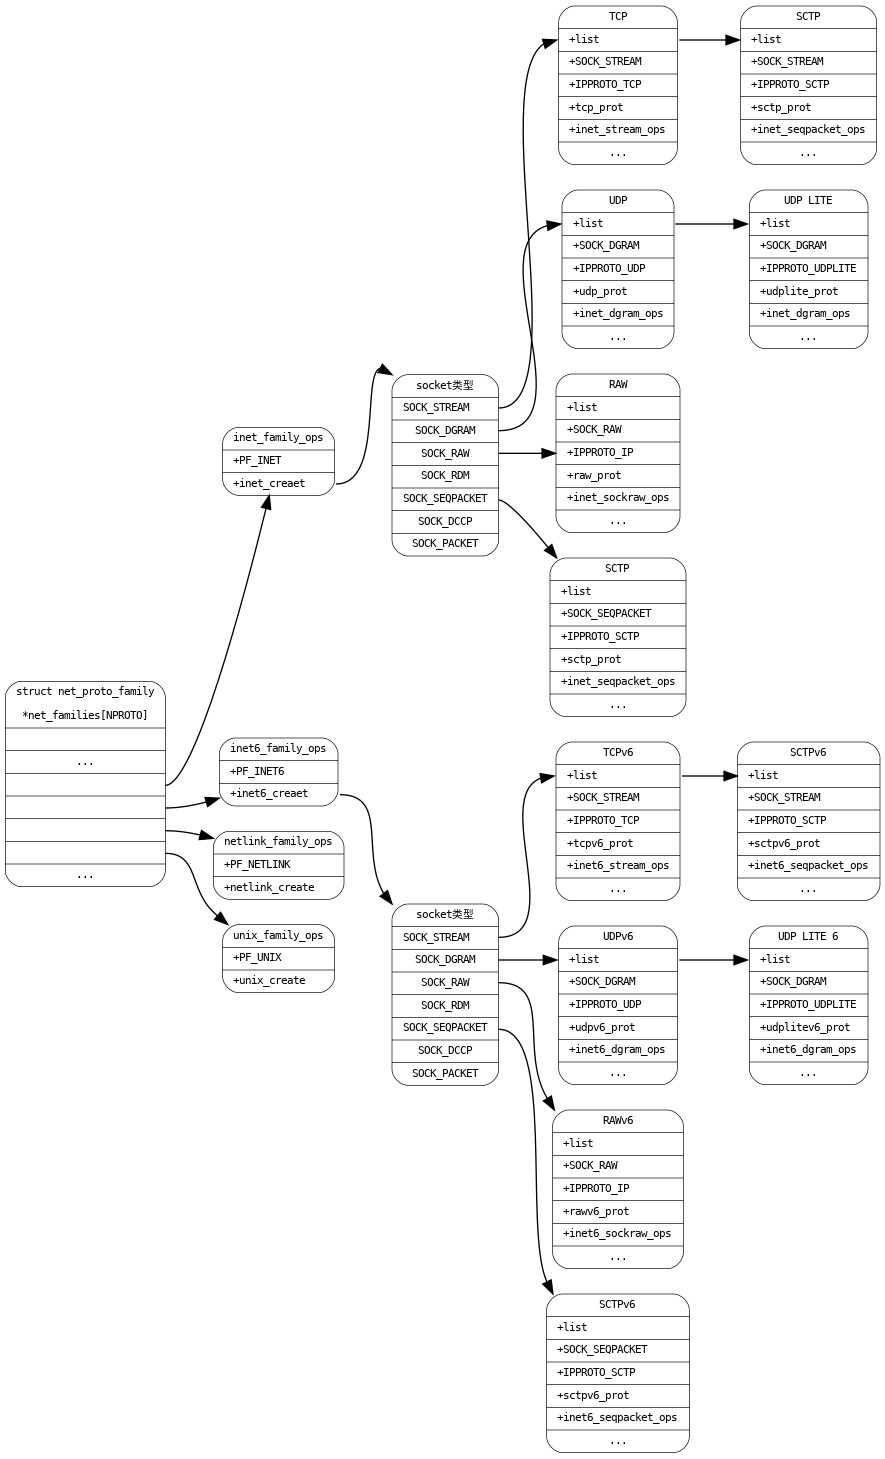 TCP
+list
+SOCK_STREAM
+IPPROTO_TCP
+tcp_prot
+inet_stream_ops
...
SCTP
+list
+SOCK_STREAM
+IPPROTO_SCTP
+sctp_prot
+inet_seqpacket_ops
...
UDP
+list
+SOCK_DGRAM
+IPPROTO_UDP
+udp_prot
+inet_dgram_ops
...
UDP LITE
+list
+SOCK_DGRAM
+IPPROTO_UDPLITE
+udplite_prot
+inet_dgram_ops
...
socket类型
SOCK_STREAM
SOCK_DGRAM
SOCK_RAW
SOCK_RDM
SOCK_SEQPACKET
SOCK_DCCP
SOCK_PACKET
RAW
+list
+SOCK_RAW
+IPPROTO_IP
+raw_prot
+inet_sockraw_ops
...
inet_family_ops
+PF_INET
+inet_creaet
SCTP
+list
+SOCK_SEQPACKET
+IPPROTO_SCTP
+sctp_prot
+inet_seqpacket_ops
...
struct net_proto_family
*net_families[NPROTO]
...
...
inet6_family_ops
+PF_INET6
+inet6_creaet
netlink_family_ops
+PF_NETLINK
+netlink_create
unix_family_ops
+PF_UNIX
+unix_create
TCPv6
+list
+SOCK_STREAM
+IPPROTO_TCP
+tcpv6_prot
+inet6_stream_ops
...
SCTPv6
+list
+SOCK_STREAM
+IPPROTO_SCTP
+sctpv6_prot
+inet6_seqpacket_ops
...
socket类型
SOCK_STREAM
SOCK_DGRAM
SOCK_RAW
SOCK_RDM
SOCK_SEQPACKET
SOCK_DCCP
SOCK_PACKET
UDPv6
+list
+SOCK_DGRAM
+IPPROTO_UDP
+udpv6_prot
+inet6_dgram_ops
...
UDP LITE 6
+list
+SOCK_DGRAM
+IPPROTO_UDPLITE
+udplitev6_prot
+inet6_dgram_ops
...
RAWv6
+list
+SOCK_RAW
+IPPROTO_IP
+rawv6_prot
+inet6_sockraw_ops
...
SCTPv6
+list
+SOCK_SEQPACKET
+IPPROTO_SCTP
+sctpv6_prot
+inet6_seqpacket_ops
...